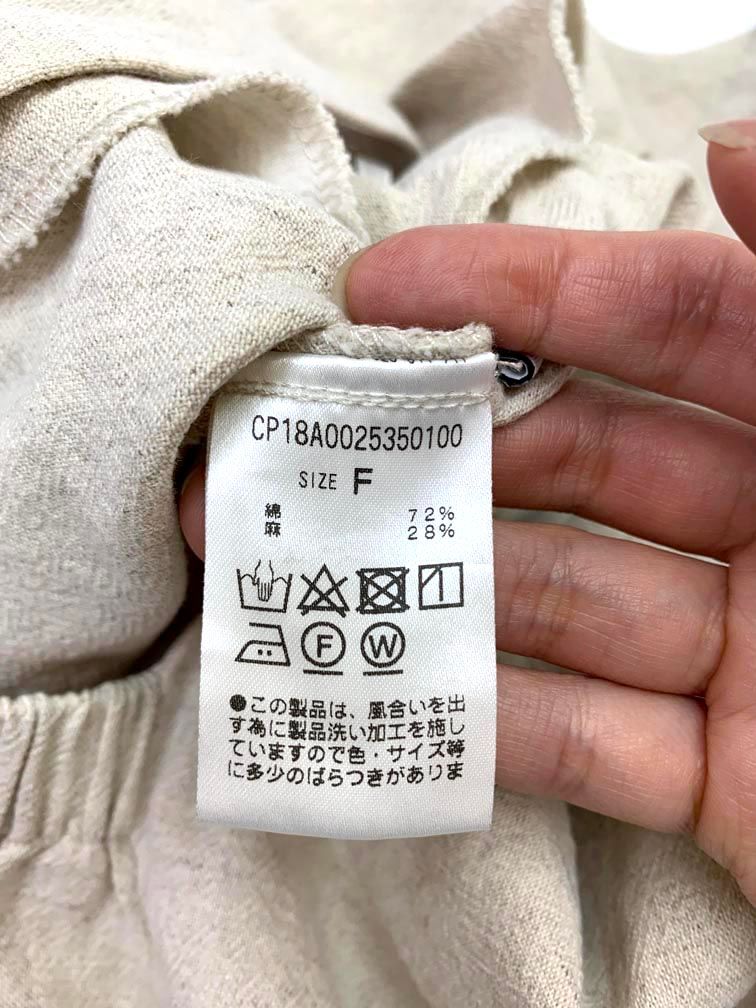 CP18A0025350100
SIZE F
綿 72%
麻 28%
F W
●この製品は、風合いを出
す為に製品洗い加工を施し
ていますので色・サイズ等
に多少のばらつきがありま